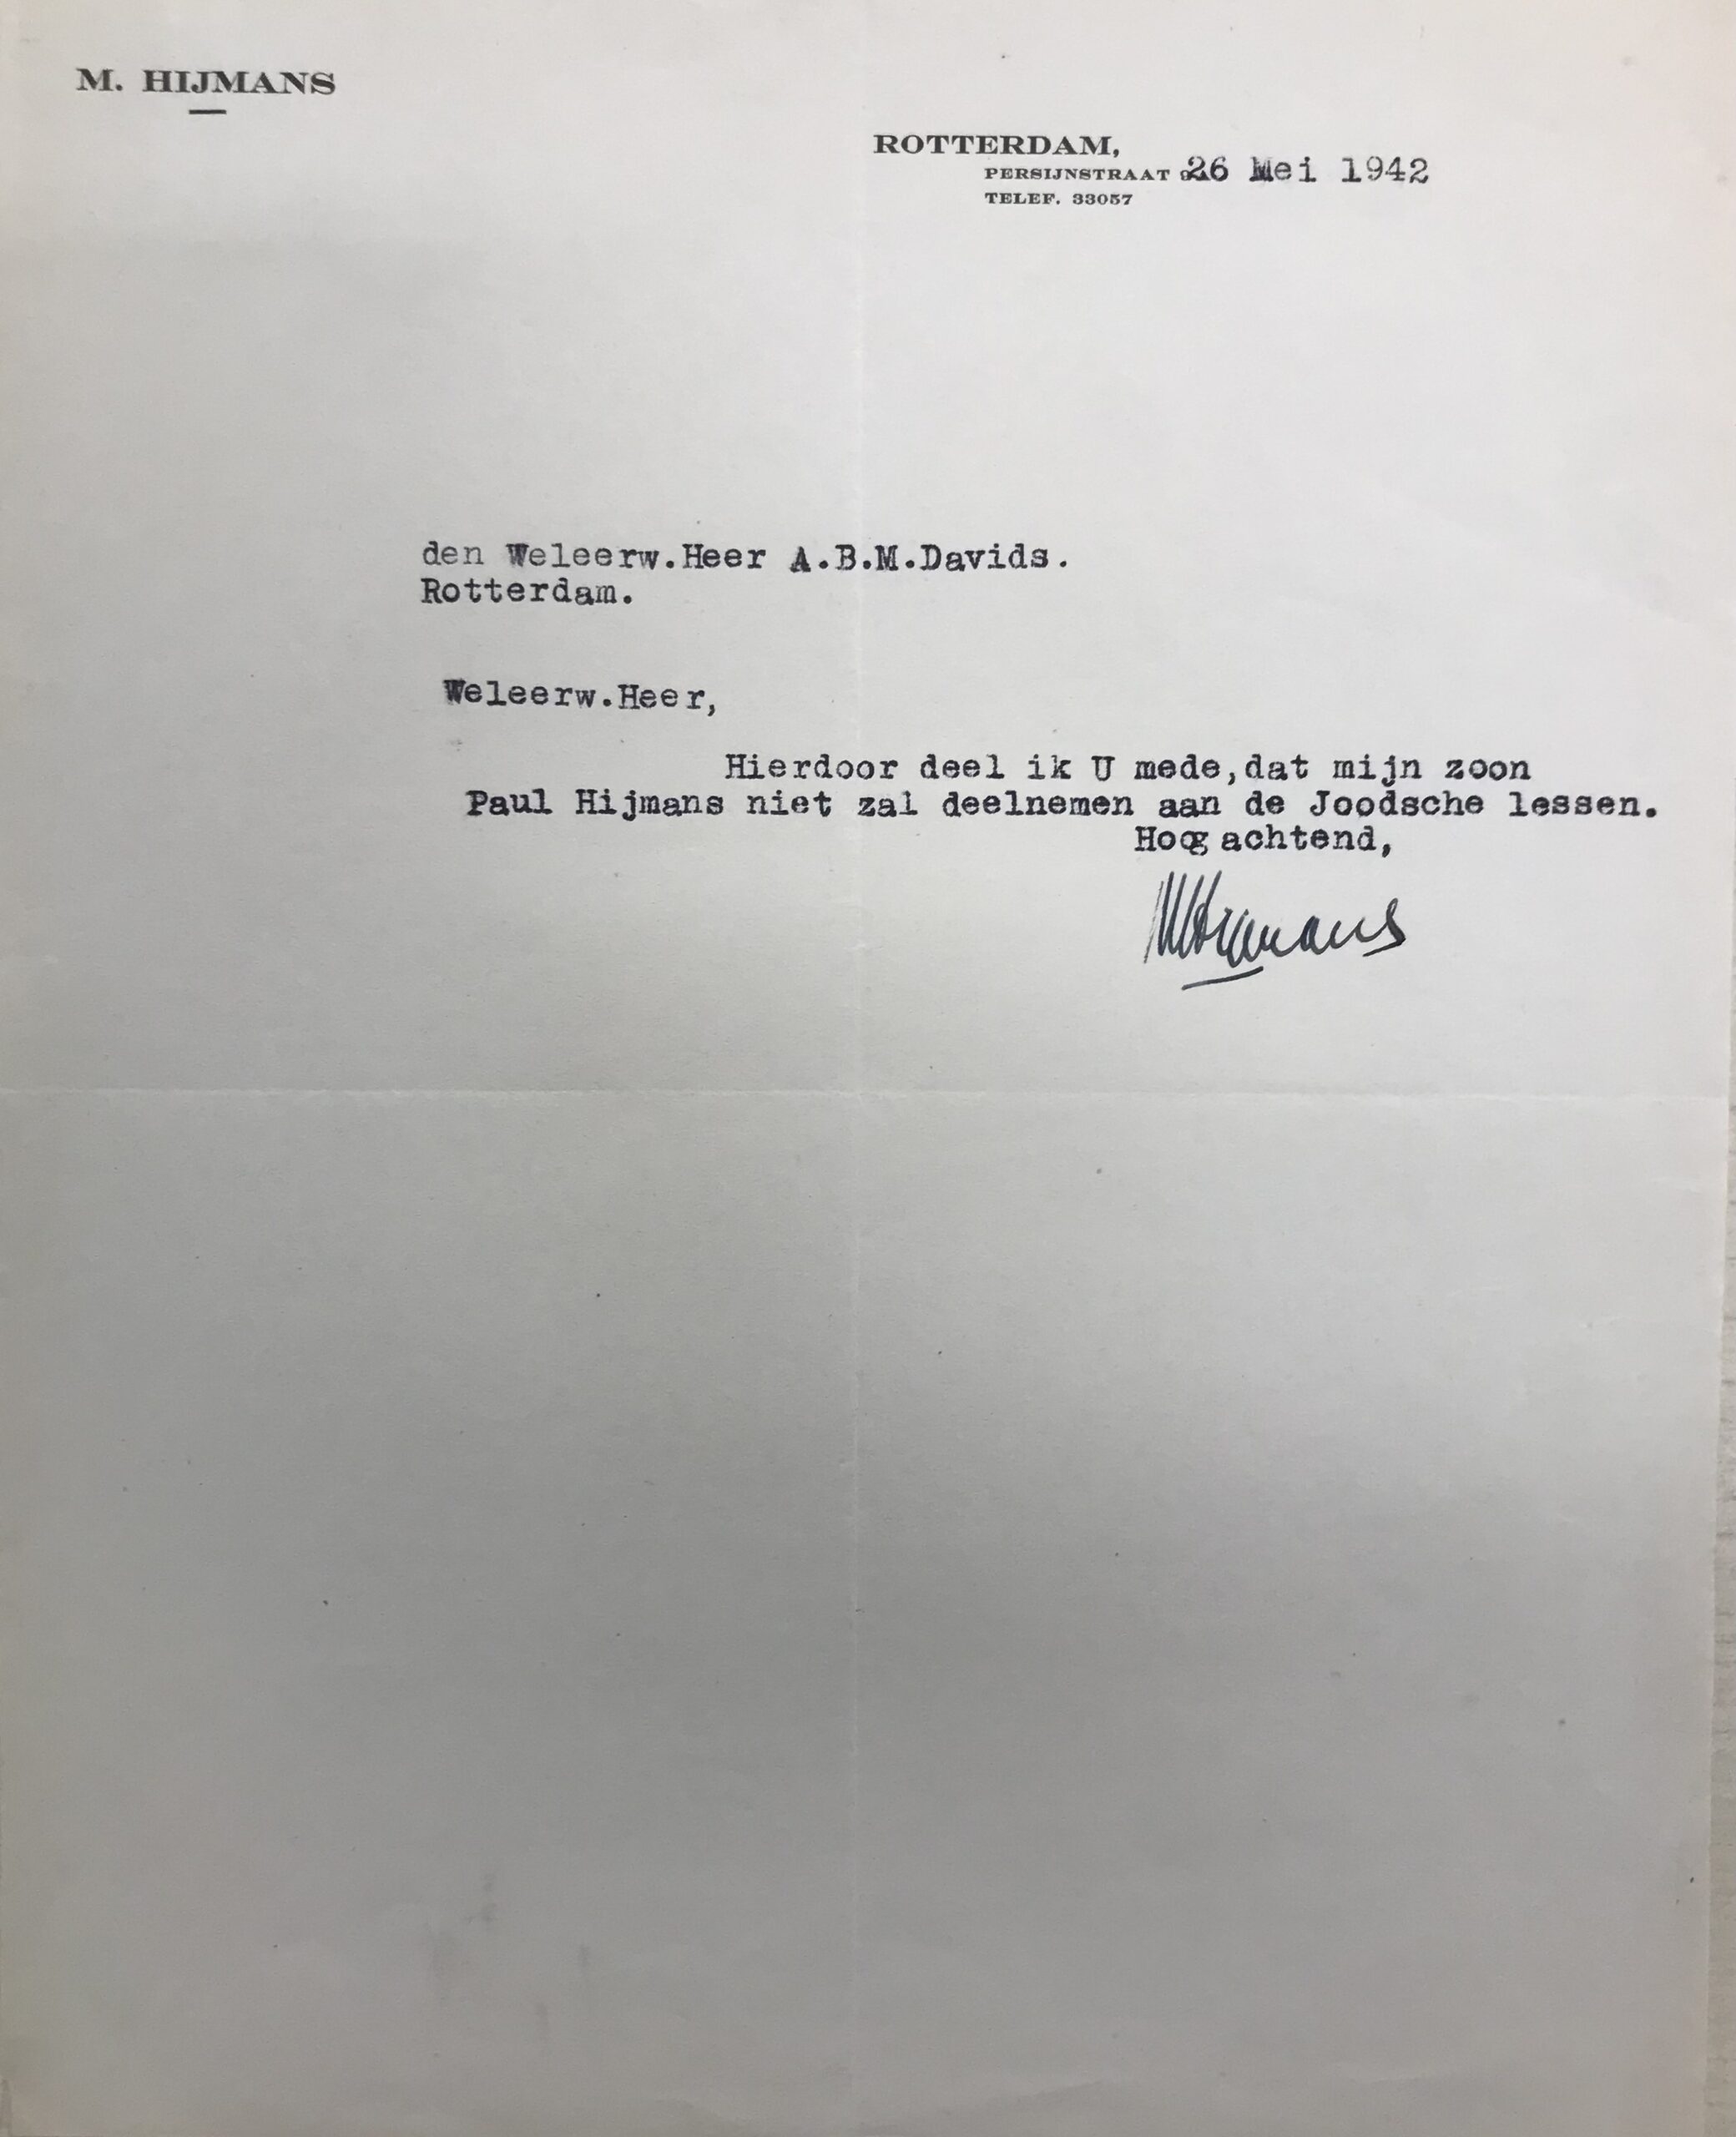 M. HIJMANS
ROTTERDAM,
PERSIJNSTRAAT 26 Mei 1942
TELEF. 33057
den Weleerw.Heer A.B.M.Davids.
Rotterdam.
Weleerw.Heer,
Hierdoor deel ik U mede,dat mijn zoon
Paul Hijmans niet zal deelnemen aan de Joodsche lessen.
Hoogachtend,
MHijmans